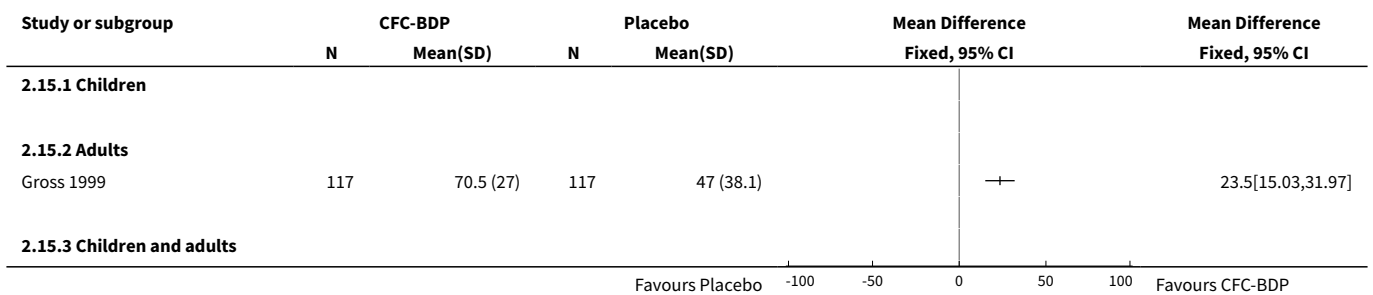 Study or subgroup CFC-BDP Placebo Mean Difference Mean Difference
N Mean(SD) N Mean(SD) Fixed, 95% CI Fixed, 95% CI
2.15.1 Children
2.15.2 Adults
Gross 1999 117 70.5 (27) 117 47 (38.1) 23.5[15.03,31.97]
2.15.3 Children and adults
Favours Placebo -100 -50 0 50 100 Favours CFC-BDP